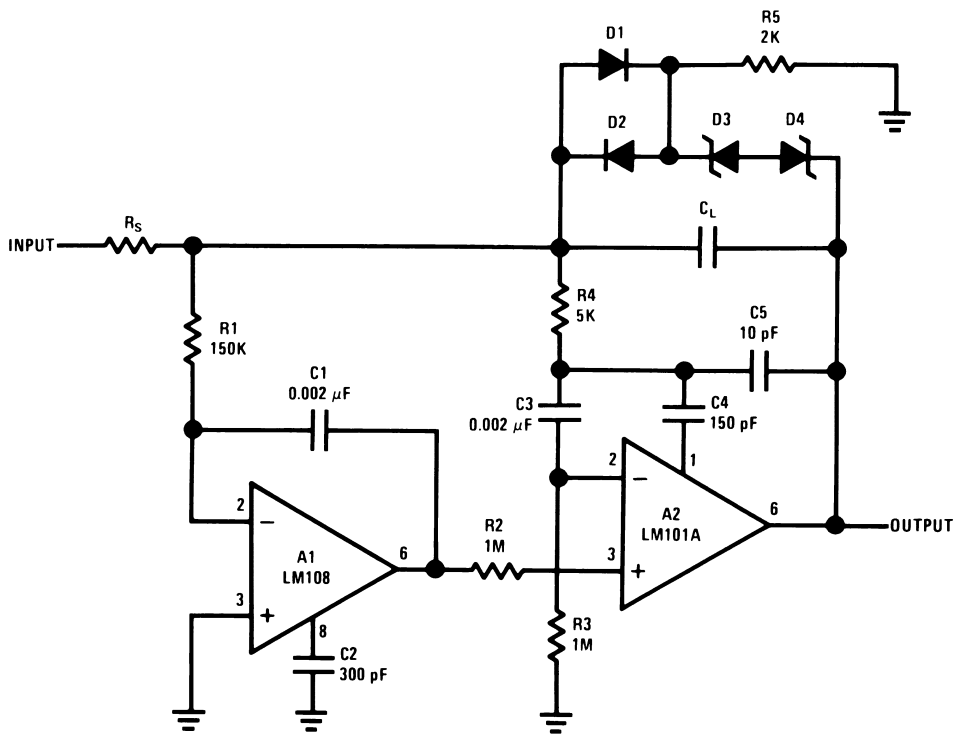 D1
R5
2K
D2
D3
D4
INPUT
R_S
C_L
R1
150K
R4
5K
C5
10 pF
C1
0.002 μF
C3
0.002 μF
C4
150 pF
2
−
A1
LM108
6
3
+
8
C2
300 pF
R2
1M
2
−
1
A2
LM101A
6
3
+
OUTPUT
R3
1M